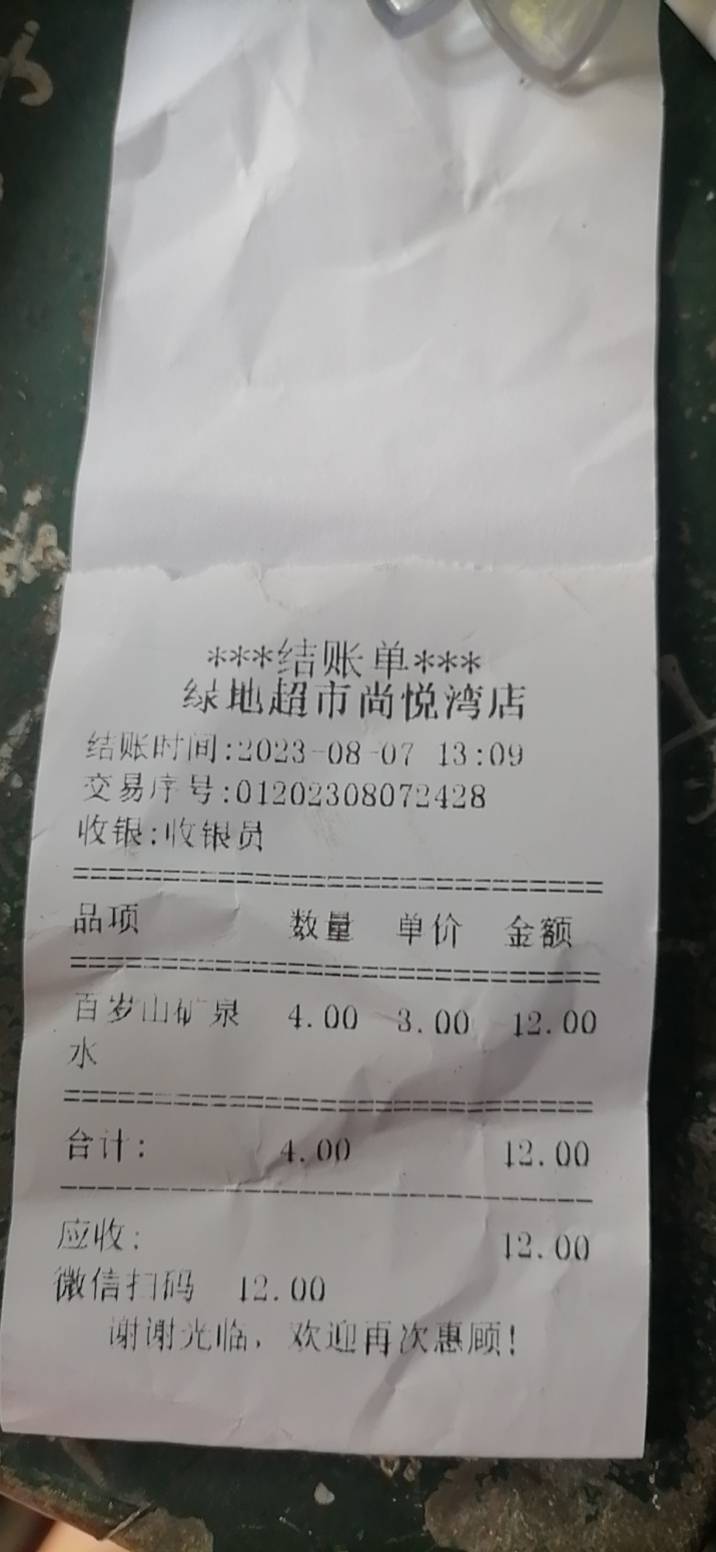 ***结账单***
绿地超市尚悦湾店
结账时间:2023-08-07 13:09
交易序号:01202308072428
收银:收银员
==========================================
品项 数量 单价 金额
==========================================
百岁山矿泉 4.00 3.00 12.00
水
==========================================
合计: 4.00 12.00
------------------------------------------
应收: 12.00
微信扫码 12.00
谢谢光临，欢迎再次惠顾!